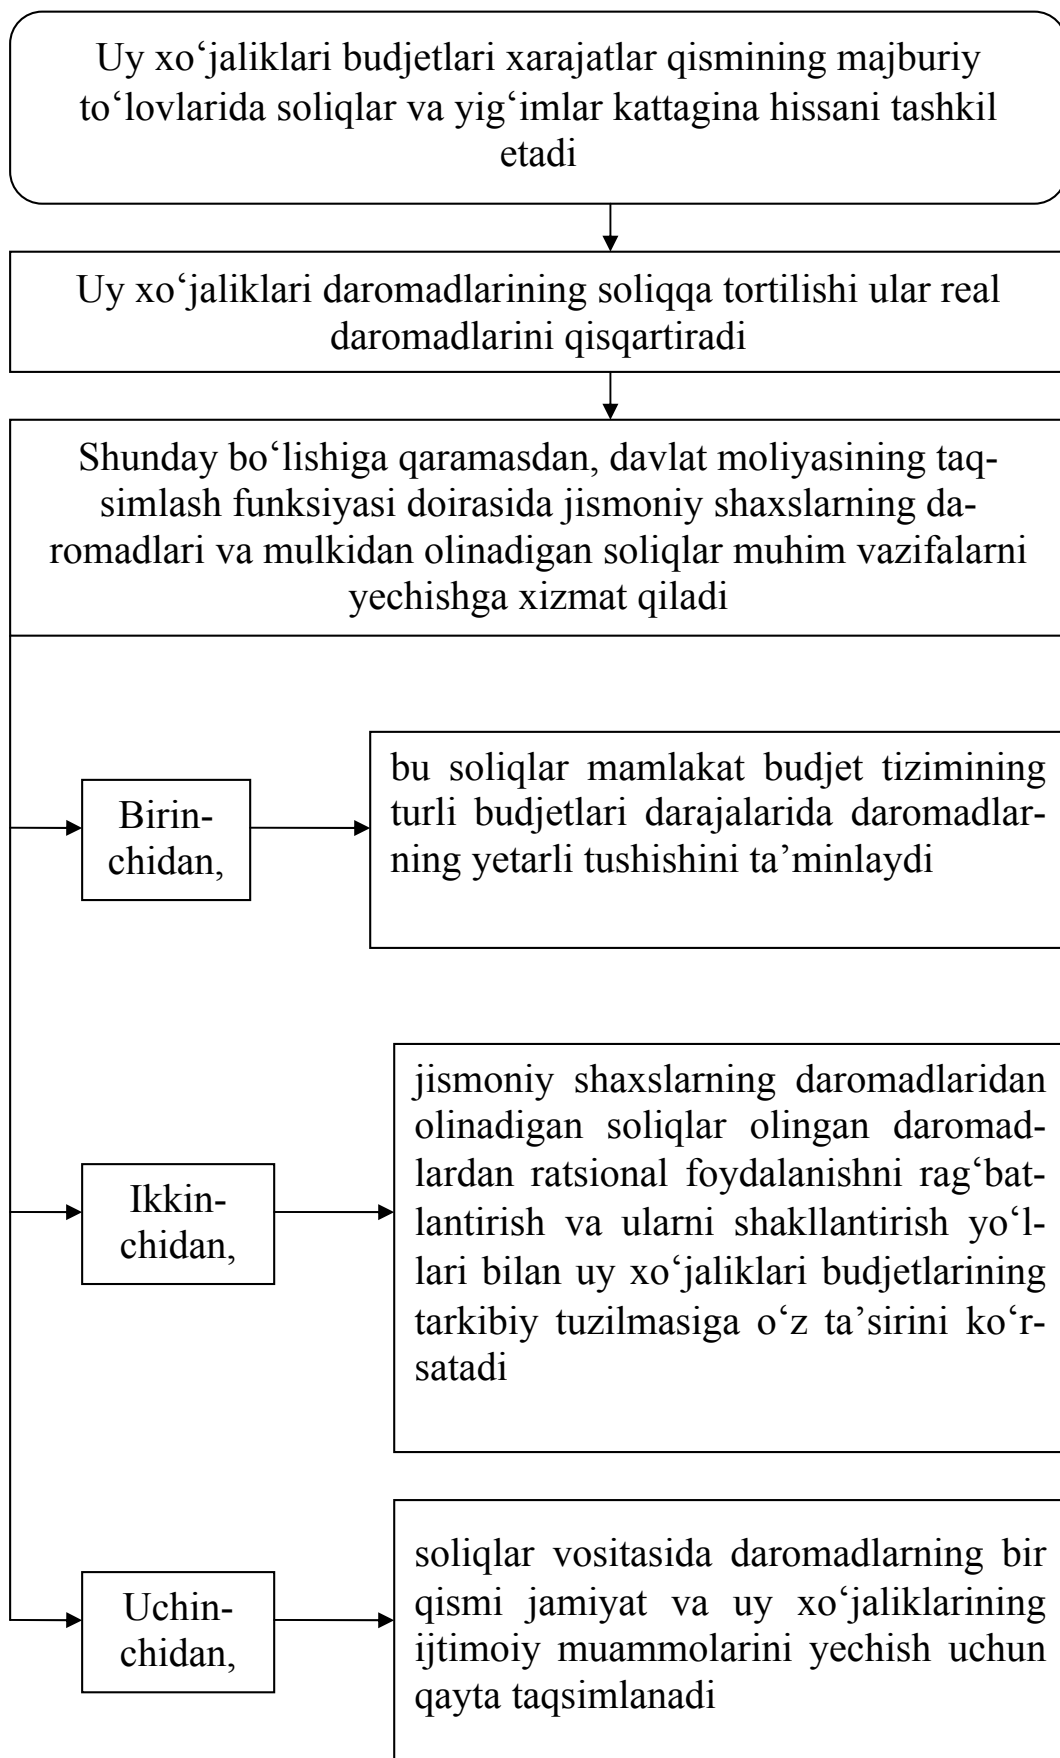 Uy xo‘jaliklari budjetlari xarajatlar qismining majburiy
to‘lovlarida soliqlar va yig‘imlar kattagina hissani tashkil
etadi
Uy xo‘jaliklari daromadlarining soliqqa tortilishi ular real
daromadlarini qisqartiradi
Shunday bo‘lishiga qaramasdan, davlat moliyasining taq-
simlash funksiyasi doirasida jismoniy shaxslarning da-
romadlari va mulkidan olinadigan soliqlar muhim vazifalarni
yechishga xizmat qiladi
Birin-
chidan,
bu soliqlar mamlakat budjet tizimining
turli budjetlari darajalarida daromadlar-
ning yetarli tushishini ta’minlaydi
Ikkin-
chidan,
jismoniy shaxslarning daromadlaridan
olinadigan soliqlar olingan daromad-
lardan ratsional foydalanishni rag‘bat-
lantirish va ularni shakllantirish yo‘l-
lari bilan uy xo‘jaliklari budjetlarining
tarkibiy tuzilmasiga o‘z ta’sirini ko‘r-
satadi
Uchin-
chidan,
soliqlar vositasida daromadlarning bir
qismi jamiyat va uy xo‘jaliklarining
ijtimoiy muammolarini yechish uchun
qayta taqsimlanadi